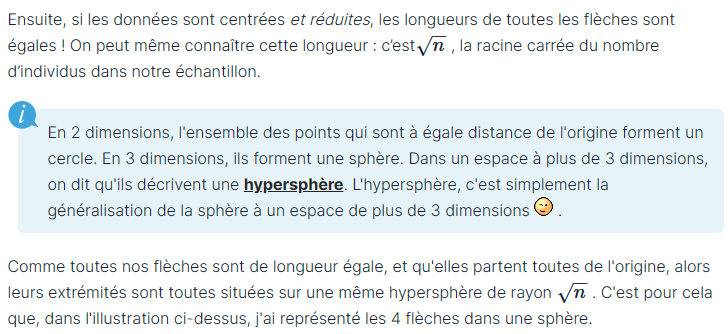 Ensuite, si les données sont centrées et réduites, les longueurs de toutes les flèches sont
égales ! On peut même connaître cette longueur : c’est √n , la racine carrée du nombre
d’individus dans notre échantillon.
i
En 2 dimensions, l'ensemble des points qui sont à égale distance de l'origine forment un
cercle. En 3 dimensions, ils forment une sphère. Dans un espace à plus de 3 dimensions,
on dit qu'ils décrivent une hypersphère. L'hypersphère, c'est simplement la
généralisation de la sphère à un espace de plus de 3 dimensions 😉 .
Comme toutes nos flèches sont de longueur égale, et qu'elles partent toutes de l'origine, alors
leurs extrémités sont toutes situées sur une même hypersphère de rayon √n . C'est pour cela
que, dans l'illustration ci-dessus, j'ai représenté les 4 flèches dans une sphère.